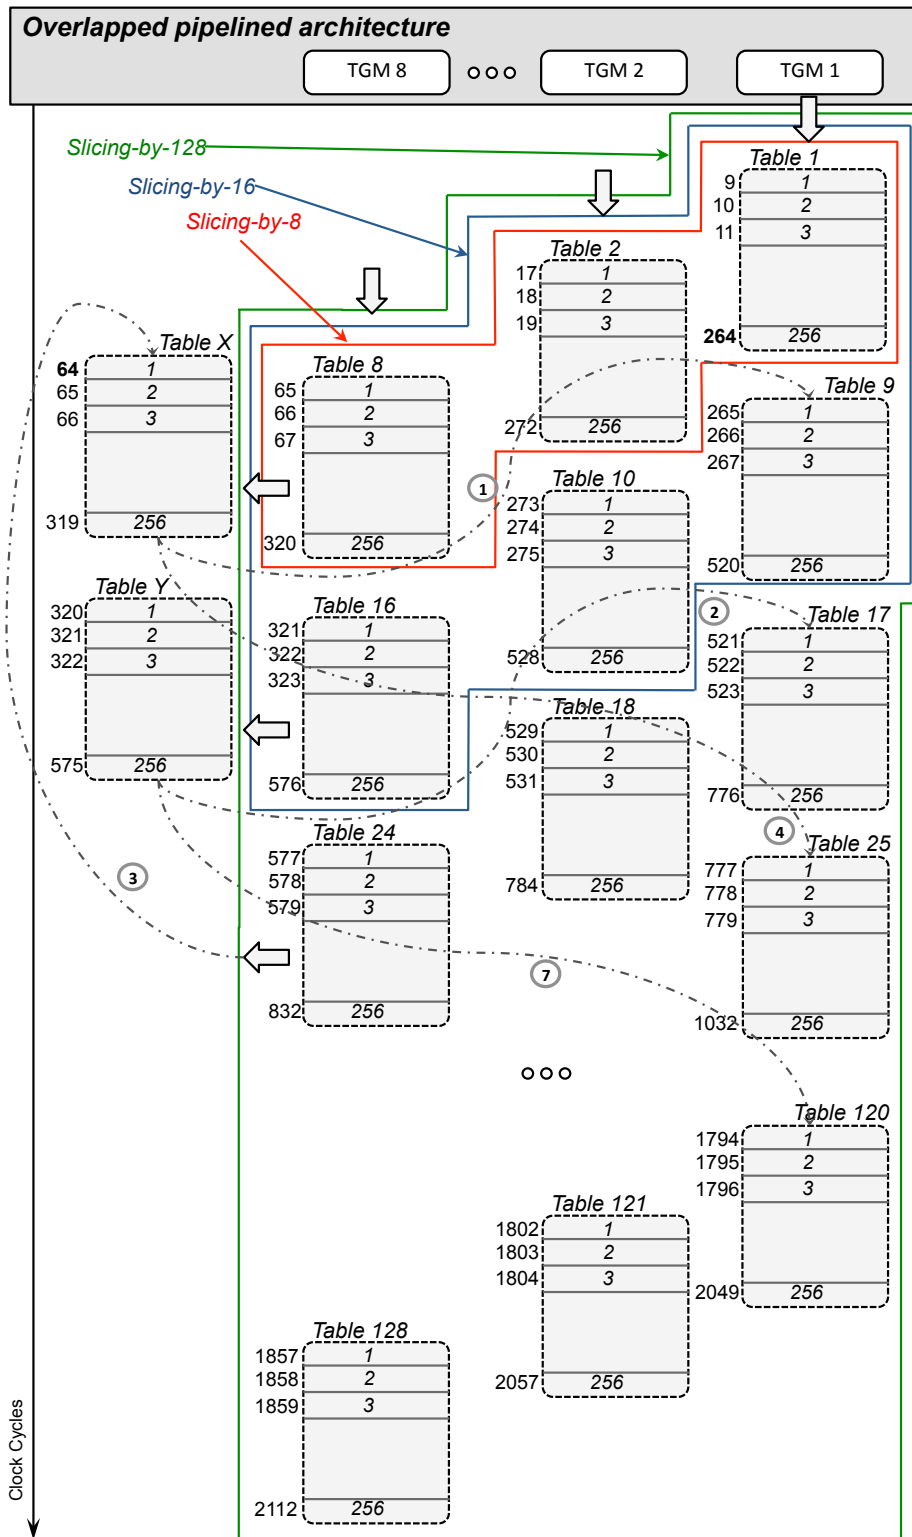 Overlapped pipelined architecture
TGM 8
TGM 2
TGM 1
Slicing-by-128
Slicing-by-16
Slicing-by-8
Table 1
9 1
10 2
11 3
264 256
Table 2
17 1
18 2
19 3
272 256
Table X
64 1
65 2
66 3
319 256
Table 8
65 1
66 2
67 3
320 256
Table 9
265 1
266 2
267 3
520 256
1
Table 10
273 1
274 2
275 3
528 256
Table Y
320 1
321 2
322 3
575 256
Table 16
321 1
322 2
323 3
576 256
2
Table 17
521 1
522 2
523 3
776 256
Table 18
529 1
530 2
531 3
784 256
4
Table 24
577 1
578 2
579 3
832 256
3
Table 25
777 1
778 2
779 3
1032 256
7
Table 120
1794 1
1795 2
1796 3
2049 256
Table 121
1802 1
1803 2
1804 3
2057 256
Table 128
1857 1
1858 2
1859 3
2112 256
Clock Cycles